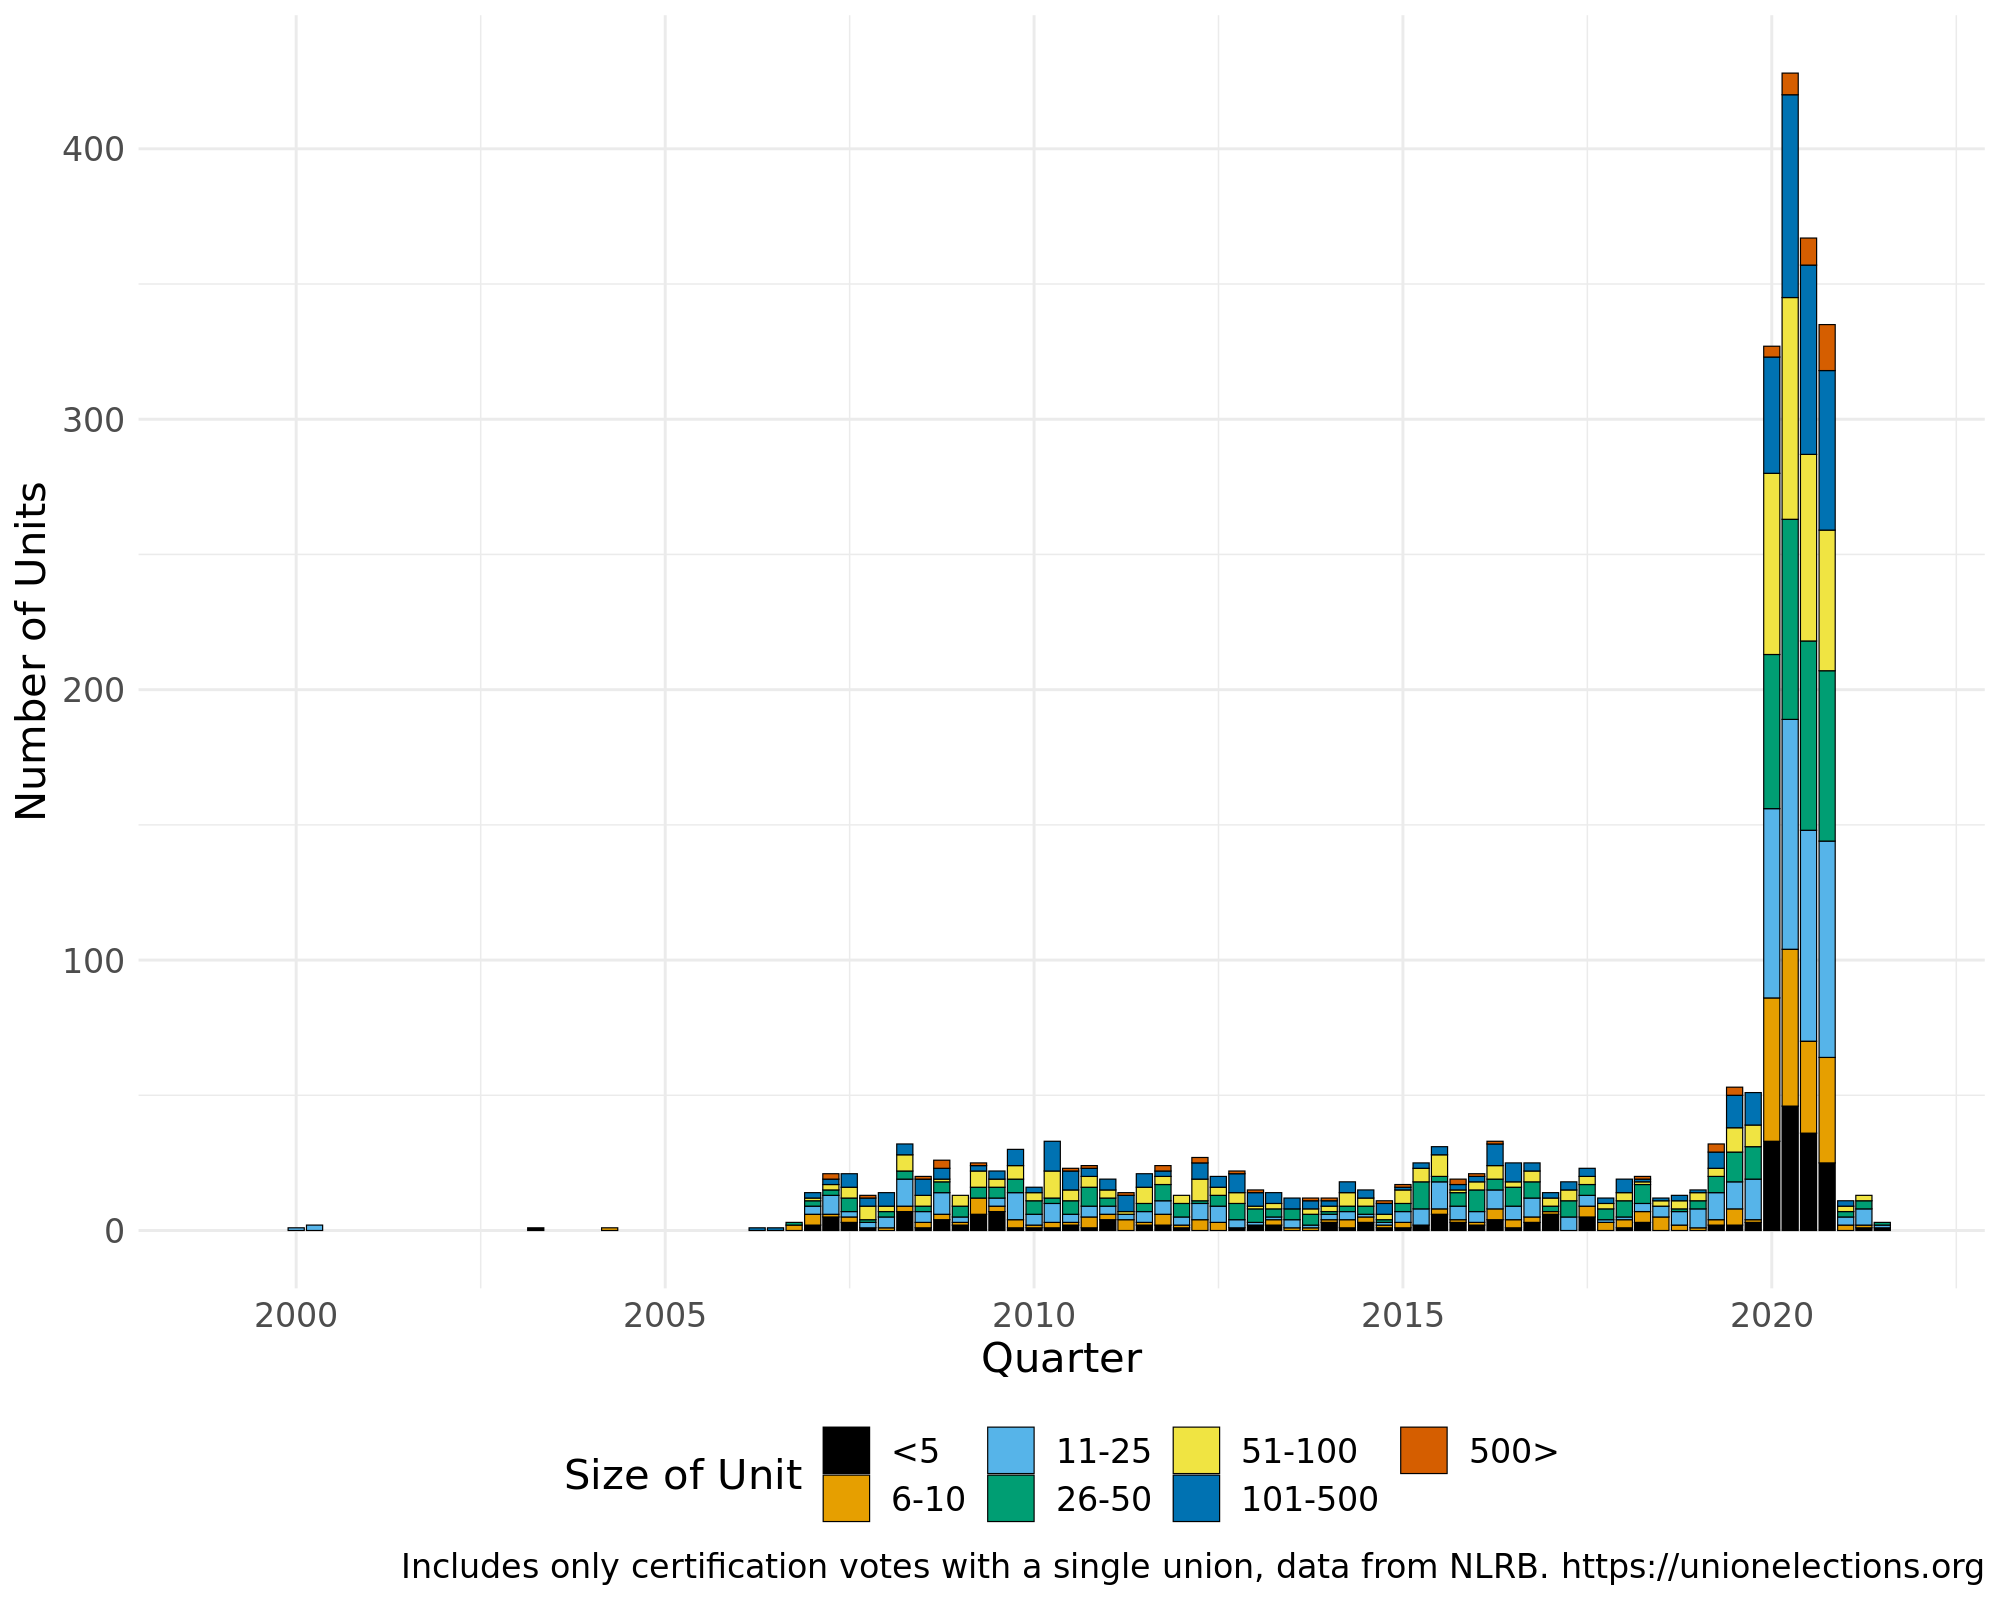 Number of Units
400
300
200
100
0
2000 2005 2010 2015 2020
Quarter
Size of Unit
<5 11-25 51-100 500>
6-10 26-50 101-500
Includes only certification votes with a single union, data from NLRB. https://unionelections.org